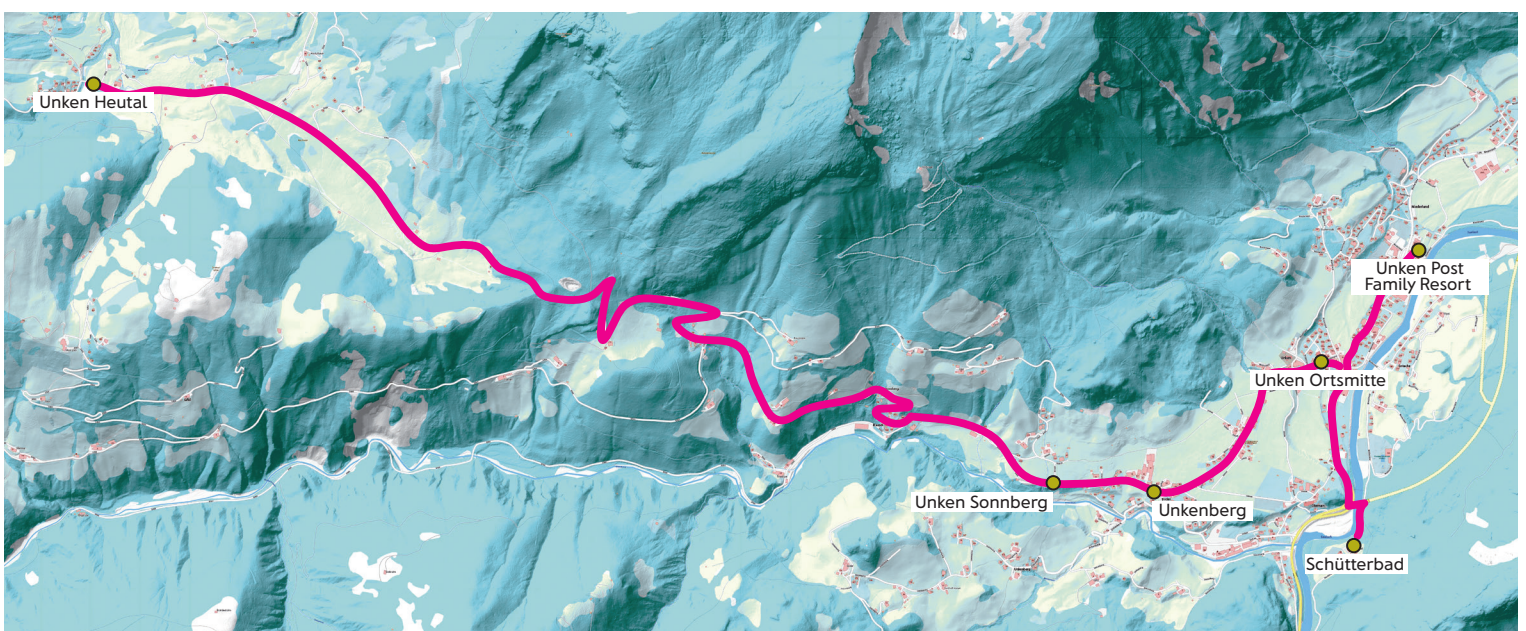 Unken Heutal
Unken Post
Family Resort
Unken Ortsmitte
Unken Sonnberg
Unkenberg
Schütterbad